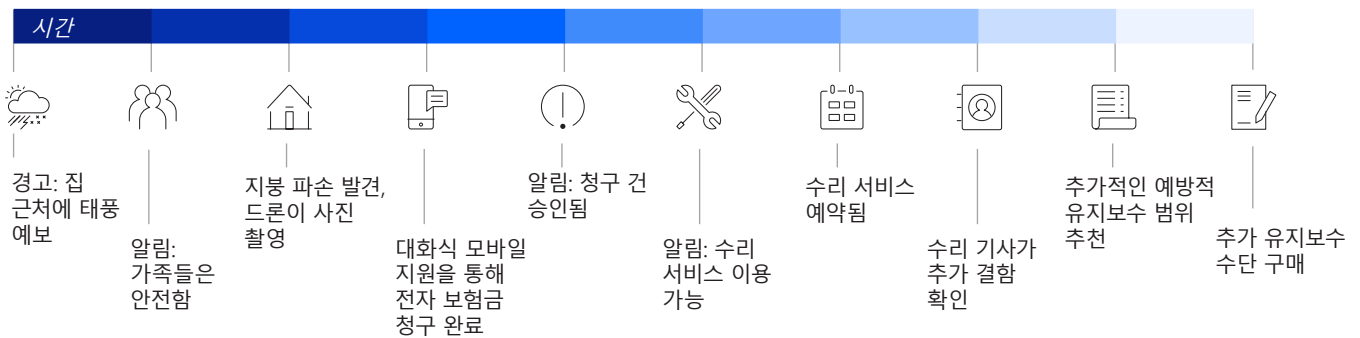 시간
경고: 집
근처에 태풍
예보
알림:
가족들은
안전함
지붕 파손 발견,
드론이 사진
촬영
대화식 모바일
지원을 통해
전자 보험금
청구 완료
알림: 청구 건
승인됨
알림: 수리
서비스 이용
가능
수리 서비스
예약됨
수리 기사가
추가 결함
확인
추가적인 예방적
유지보수 범위
추천
추가 유지보수
수단 구매